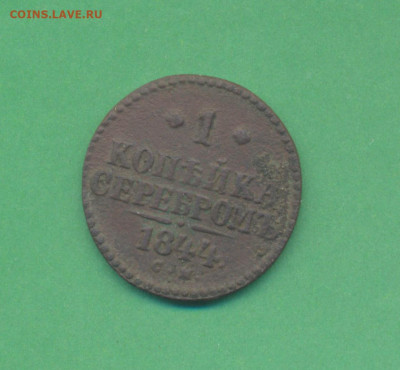 COINS.LAVE.RU
1
КОПѢЙКА
СЕРЕБРОМЪ
1844.
С.М.